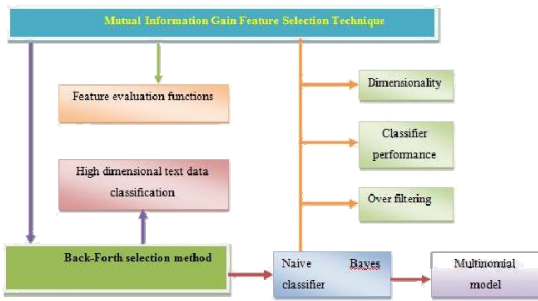 Mutual Information Gain Feature Selection Technique
Feature evaluation functions
Dimensionality
Classifier
performance
High dimensional text data
classification
Over filtering
Back-Forth selection method
Naive Bayes
classifier
Multinomial
model